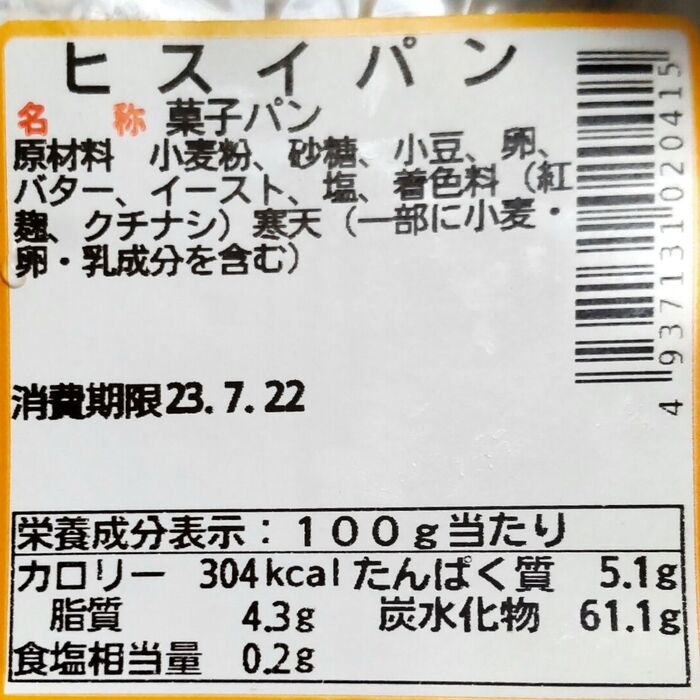 ヒスイパン
名 称 菓子パン
原材料 小麦粉、砂糖、小豆、卵、
バター、イースト、塩、着色料（紅
麹、クチナシ）寒天（一部に小麦・
卵・乳成分を含む）
消費期限23.7.22
栄養成分表示：１００ｇ当たり
カロリー 304kcal たんぱく質 5.1g
脂質 4.3g 炭水化物 61.1g
食塩相当量 0.2g
4937131020415